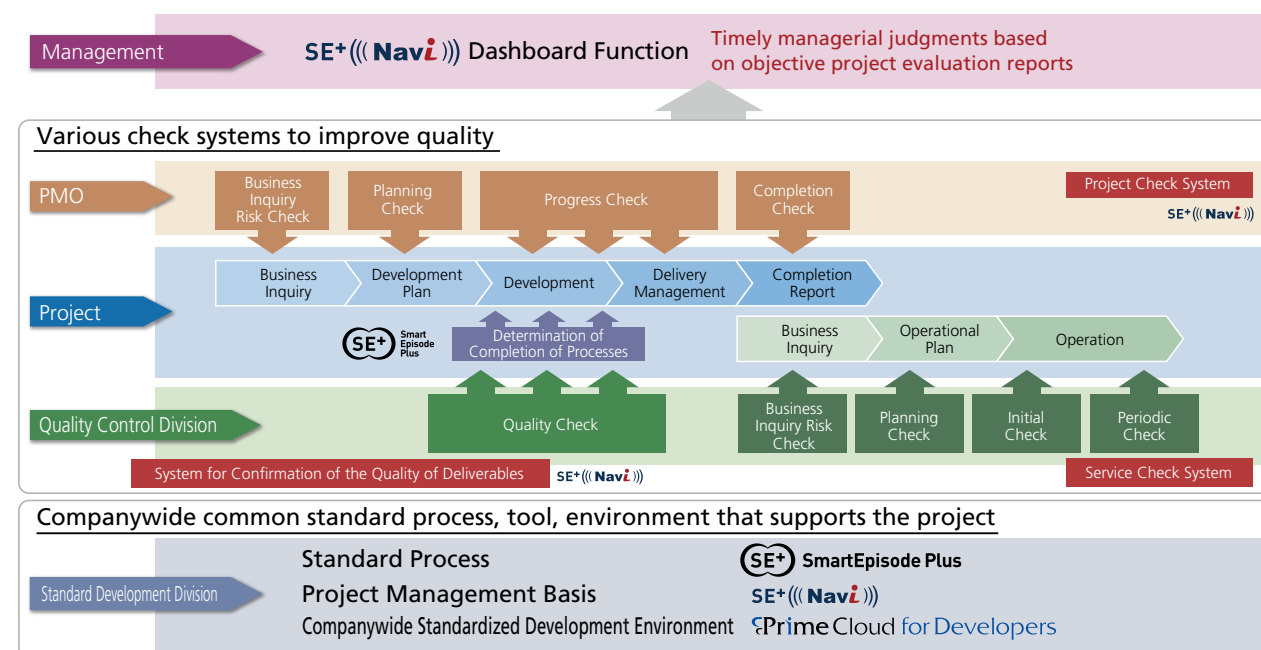 Management
SE+((( Navi ))) Dashboard Function
Timely managerial judgments based
on objective project evaluation reports
Various check systems to improve quality
PMO
Business
Inquiry
Risk Check
Planning
Check
Progress Check
Completion
Check
Project Check System
SE+((( Navi )))
Project
Business
Inquiry
Development
Plan
Development
Delivery
Management
Completion
Report
SE+
Smart
Episode
Plus
Determination of
Completion of Processes
Business
Inquiry
Operational
Plan
Operation
Quality Control Division
Quality Check
Business
Inquiry Risk
Check
Planning
Check
Initial
Check
Periodic
Check
System for Confirmation of the Quality of Deliverables
SE+((( Navi )))
Service Check System
Companywide common standard process, tool, environment that supports the project
Standard Development Division
Standard Process
SE+ SmartEpisode Plus
Project Management Basis
SE+((( Navi )))
Companywide Standardized Development Environment
Prime Cloud for Developers